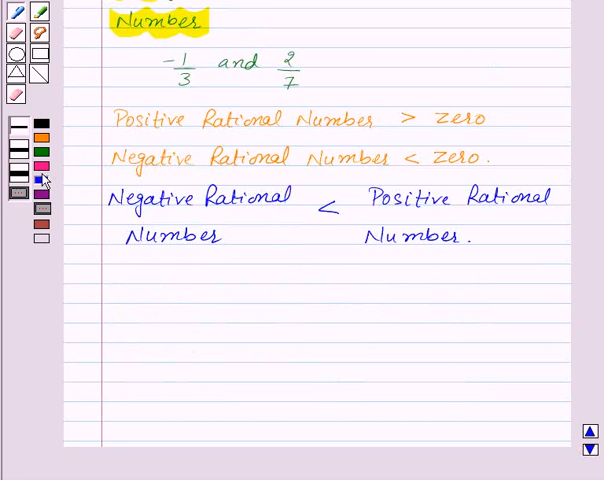 Number
-1/3 and 2/7
Positive Rational Number > zero
Negative Rational Number < zero.
Negative Rational < Positive Rational
Number Number.